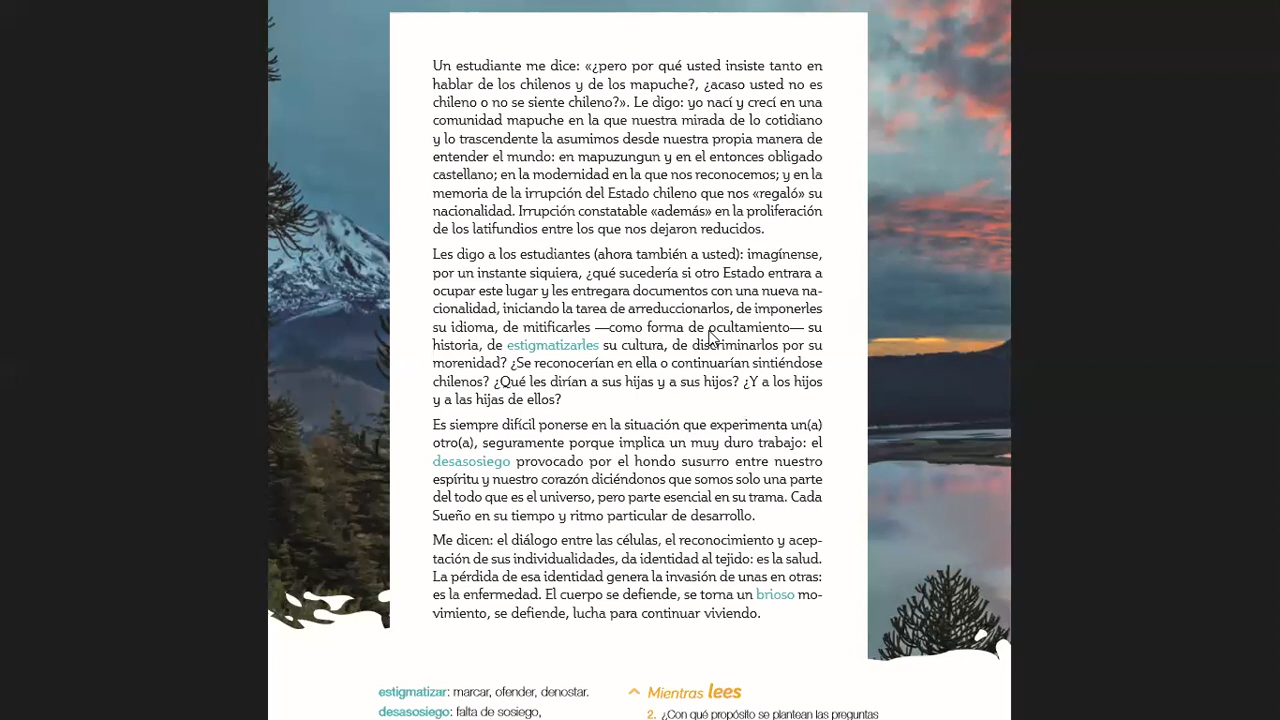 Un estudiante me dice: «¿pero por qué usted insiste tanto en
hablar de los chilenos y de los mapuche?, ¿acaso usted no es
chileno o no se siente chileno?». Le digo: yo nací y crecí en una
comunidad mapuche en la que nuestra mirada de lo cotidiano
y lo trascendente la asumimos desde nuestra propia manera de
entender el mundo: en mapuzungun y en el entonces obligado
castellano; en la modernidad en la que nos reconocemos; y en la
memoria de la irrupción del Estado chileno que nos «regaló» su
nacionalidad. Irrupción constatable «además» en la proliferación
de los latifundios entre los que nos dejaron reducidos.
Les digo a los estudiantes (ahora también a usted): imagínense,
por un instante siquiera, ¿qué sucedería si otro Estado entrara a
ocupar este lugar y les entregara documentos con una nueva na-
cionalidad, iniciando la tarea de arreduccionarlos, de imponerles
su idioma, de mitificarles —como forma de ocultamiento— su
historia, de estigmatizarles su cultura, de discriminarlos por su
morenidad? ¿Se reconocerían en ella o continuarían sintiéndose
chilenos? ¿Qué les dirían a sus hijas y a sus hijos? ¿Y a los hijos
y a las hijas de ellos?
Es siempre difícil ponerse en la situación que experimenta un(a)
otro(a), seguramente porque implica un muy duro trabajo: el
desasosiego provocado por el hondo susurro entre nuestro
espíritu y nuestro corazón diciéndonos que somos solo una parte
del todo que es el universo, pero parte esencial en su trama. Cada
Sueño en su tiempo y ritmo particular de desarrollo.
Me dicen: el diálogo entre las células, el reconocimiento y acep-
tación de sus individualidades, da identidad al tejido: es la salud.
La pérdida de esa identidad genera la invasión de unas en otras:
es la enfermedad. El cuerpo se defiende, se torna un brioso mo-
vimiento, se defiende, lucha para continuar viviendo.
estigmatizar: marcar, ofender, denostar.
desasosiego: falta de sosiego,
Mientras lees
2. ¿Con qué propósito se plantean las preguntas